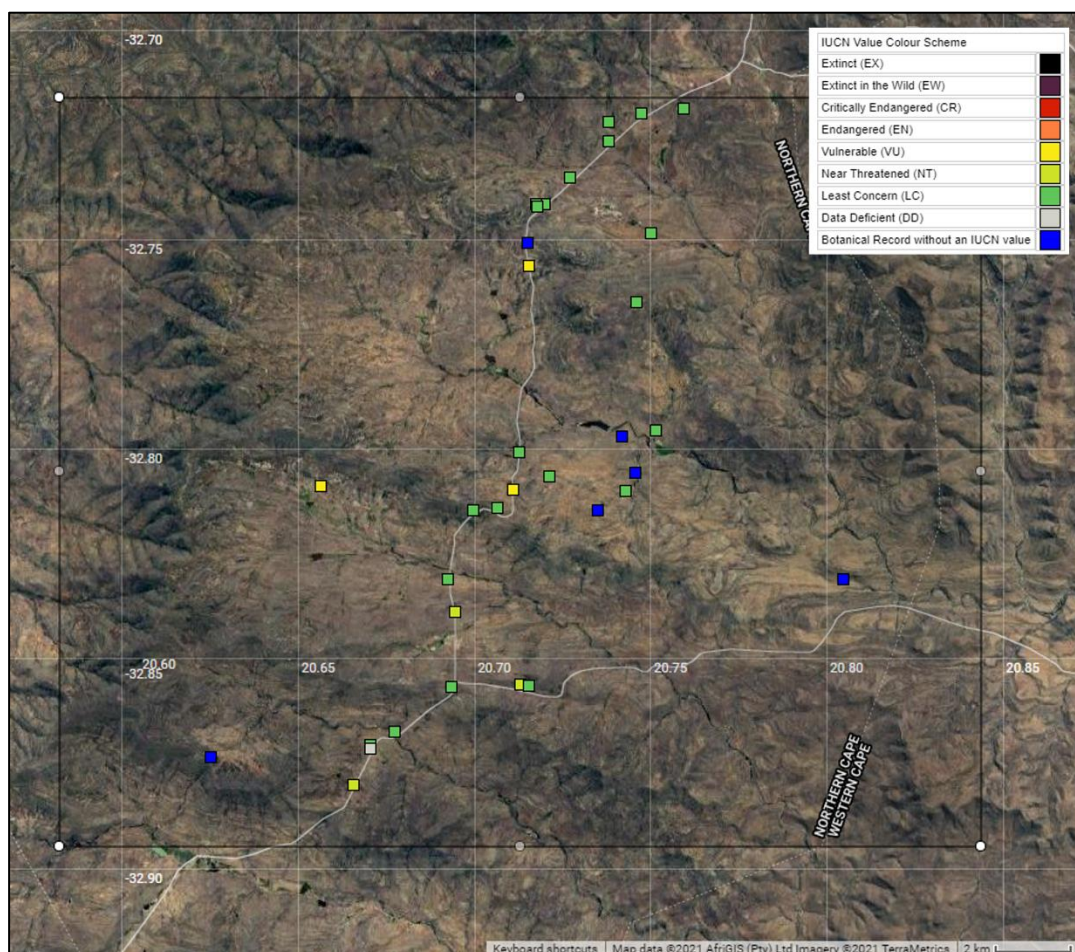 -32.70
IUCN Value Colour Scheme
Extinct (EX)
Extinct in the Wild (EW)
Critically Endangered (CR)
Endangered (EN)
Vulnerable (VU)
Near Threatened (NT)
Least Concern (LC)
Data Deficient (DD)
Botanical Record without an IUCN value
NORTHERN
-32.75
-32.80
20.60
20.65
20.70
20.75
20.80
20.85
-32.85
NORTHERN CAPE
WESTERN CAPE
-32.90
Keyboard shortcuts
Map data ©2021 AfriGIS (Pty) Ltd Imagery ©2021 TerraMetrics
2 km